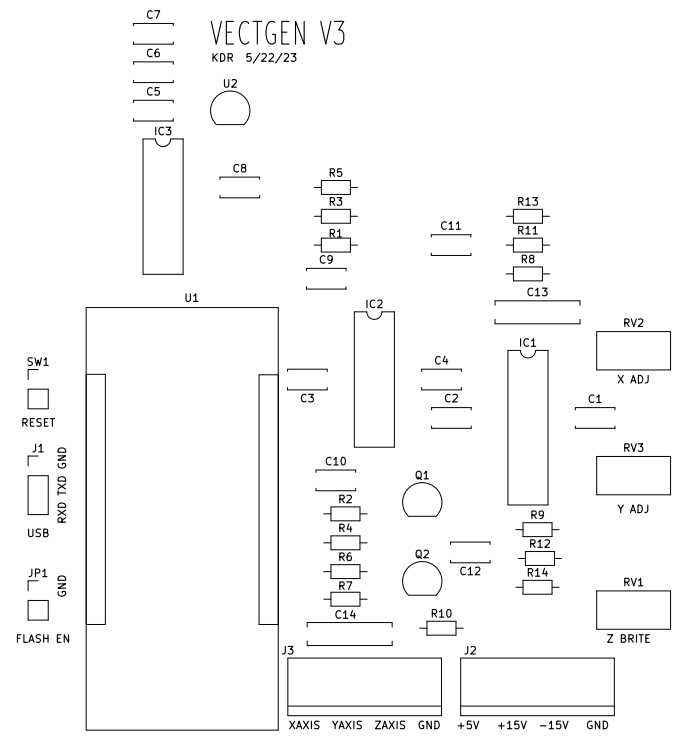 C7
VECTGEN V3
C6
KDR 5/22/23
C5
U2
IC3
C8
R5
R3
R13
R1
C11
R11
C9
R8
U1
C13
IC2
RV2
IC1
SW1
C4
X ADJ
C3
C2
C1
RESET
J1
GND
TXD
RXD
RV3
C10
Q1
R2
Y ADJ
USB
R4
R9
R12
Q2
R6
C12
JP1
GND
R14
R7
RV1
C14
R10
FLASH EN
Z BRITE
J3
J2
XAXIS YAXIS ZAXIS GND
+5V +15V -15V GND